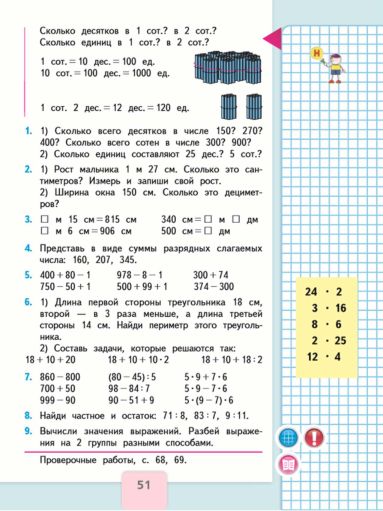 Сколько десятков в 1 сот.? в 2 сот.?
Сколько единиц в 1 сот.? в 2 сот.?
1 сот. = 10 дес. = 100 ед.
10 сот. = 100 дес. = 1000 ед.
1 сот. 2 дес. = 12 дес. = 120 ед.
1. 1) Сколько всего десятков в числе 150? 270?
400? Сколько всего сотен в числе 300? 900?
2) Сколько единиц составляют 25 дес.? 5 сот.?
2. 1) Рост мальчика 1 м 27 см. Сколько это сан-
тиметров? Измерь и запиши свой рост.
2) Ширина окна 150 см. Сколько это децимет-
ров?
3. □ м 15 см = 815 см 340 см = □ м □ дм
□ м 6 см = 906 см 500 см = □ дм
4. Представь в виде суммы разрядных слагаемых
числа: 160, 207, 345.
5. 400 + 80 − 1 978 − 8 − 1 300 + 74
750 − 50 + 1 500 + 99 + 1 374 − 300
6. 1) Длина первой стороны треугольника 18 см,
второй — в 3 раза меньше, а длина третьей
стороны 14 см. Найди периметр этого треуголь-
ника.
2) Составь задачи, которые решаются так:
18 + 10 + 20 18 + 10 + 10 · 2 18 + 10 + 18 : 2
7. 860 − 800 (80 − 45) : 5 5 · 9 + 7 · 6
700 + 50 98 − 84 : 7 5 · 9 − 7 · 6
999 − 90 90 − 51 + 9 5 · (9 − 7) · 6
8. Найди частное и остаток: 71 : 8, 83 : 7, 9 : 11.
9. Вычисли значения выражений. Разбей выраже-
ния на 2 группы разными способами.
Проверочные работы, с. 68, 69.
51
Н
24 · 2
3 · 16
8 · 6
2 · 25
12 · 4